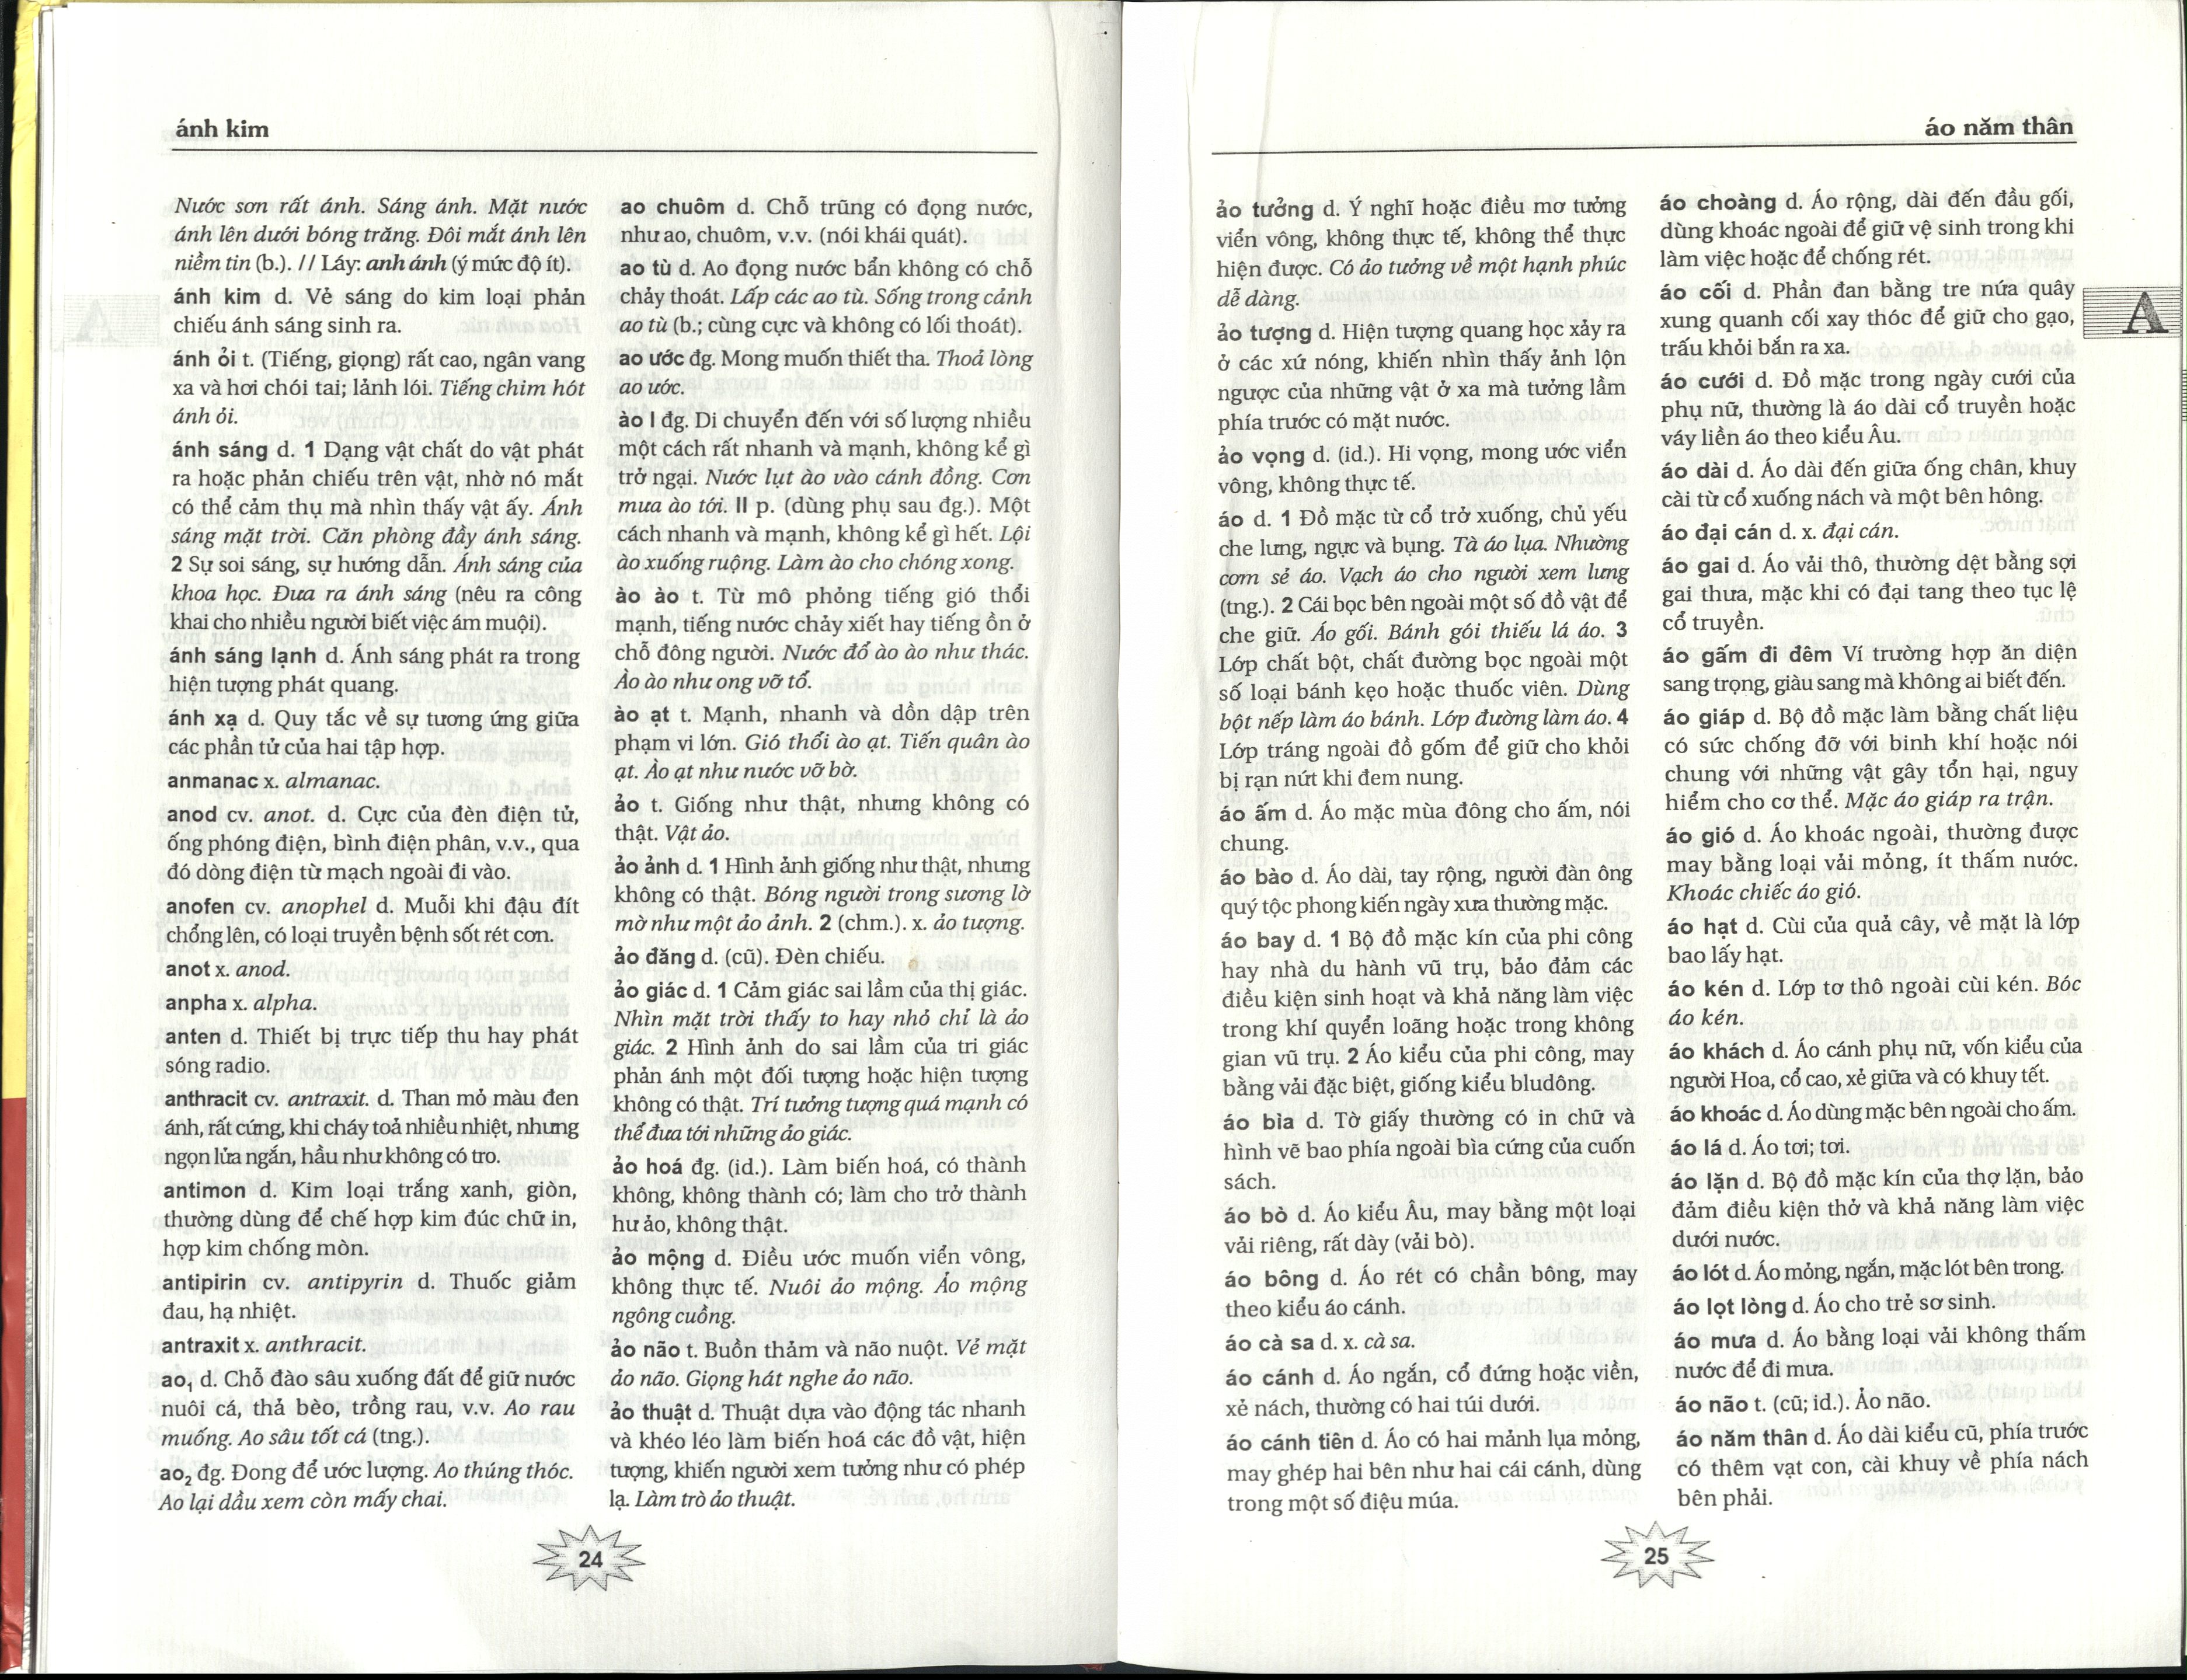 ánh kim
Nước sơn rất ánh. Sáng ánh. Mặt nước
ánh lên dưới bóng trăng. Đôi mắt ánh lên
niềm tin (b.). // Láy: anh ánh (ý mức độ ít).
ánh kim d. Vẻ sáng do kim loại phản
chiếu ánh sáng sinh ra.
ánh ỏi t. (Tiếng, giọng) rất cao, ngân vang
xa và hơi chói tai; lảnh lói. Tiếng chim hót
ánh ỏi.
ánh sáng d. 1 Dạng vật chất do vật phát
ra hoặc phản chiếu trên vật, nhờ nó mắt
có thể cảm thụ mà nhìn thấy vật ấy. Ánh
sáng mặt trời. Căn phòng đầy ánh sáng.
2 Sự soi sáng, sự hướng dẫn. Ánh sáng của
khoa học. Đưa ra ánh sáng (nêu ra công
khai cho nhiều người biết việc ám muội).
ánh sáng lạnh d. Ánh sáng phát ra trong
hiện tượng phát quang.
ánh xạ d. Quy tắc về sự tương ứng giữa
các phần tử của hai tập hợp.
anmanac x. almanac.
anod cv. anot. d. Cực của đèn điện tử,
ống phóng điện, bình điện phân, v.v., qua
đó dòng điện từ mạch ngoài đi vào.
anofen cv. anophel d. Muỗi khi đậu đít
chổng lên, có loại truyền bệnh sốt rét cơn.
anot x. anod.
anpha x. alpha.
anten d. Thiết bị trực tiếp thu hay phát
sóng radio.
anthracit cv. antraxit. d. Than mỏ màu đen
ánh, rất cứng, khi cháy toả nhiều nhiệt, nhưng
ngọn lửa ngắn, hầu như không có tro.
antimon d. Kim loại trắng xanh, giòn,
thường dùng để chế hợp kim đúc chữ in,
hợp kim chống mòn.
antipirin cv. antipyrin d. Thuốc giảm
đau, hạ nhiệt.
antraxit x. anthracit.
ao₁ d. Chỗ đào sâu xuống đất để giữ nước
nuôi cá, thả bèo, trồng rau, v.v. Ao rau
muống. Ao sâu tốt cá (tng.).
ao₂ đg. Đong để ước lượng. Ao thúng thóc.
Ao lại dầu xem còn mấy chai.
ao chuôm d. Chỗ trũng có đọng nước,
như ao, chuôm, v.v. (nói khái quát).
ao tù d. Ao đọng nước bẩn không có chỗ
chảy thoát. Lấp các ao tù. Sống trong cảnh
ao tù (b.; cùng cực và không có lối thoát).
ao ước đg. Mong muốn thiết tha. Thoả lòng
ao ước.
ào I đg. Di chuyển đến với số lượng nhiều
một cách rất nhanh và mạnh, không kể gì
trở ngại. Nước lụt ào vào cánh đồng. Cơn
mưa ào tới. II p. (dùng phụ sau đg.). Một
cách nhanh và mạnh, không kể gì hết. Lội
ào xuống ruộng. Làm ào cho chóng xong.
ào ào t. Từ mô phỏng tiếng gió thổi
mạnh, tiếng nước chảy xiết hay tiếng ồn ở
chỗ đông người. Nước đổ ào ào như thác.
Ào ào như ong vỡ tổ.
ào ạt t. Mạnh, nhanh và dồn dập trên
phạm vi lớn. Gió thổi ào ạt. Tiến quân ào
ạt. Ào ạt như nước vỡ bờ.
ảo t. Giống như thật, nhưng không có
thật. Vật ảo.
ảo ảnh d. 1 Hình ảnh giống như thật, nhưng
không có thật. Bóng người trong sương lờ
mờ như một ảo ảnh. 2 (chm.). x. ảo tượng.
ảo đăng d. (cũ). Đèn chiếu.
ảo giác d. 1 Cảm giác sai lầm của thị giác.
Nhìn mặt trời thấy to hay nhỏ chỉ là ảo
giác. 2 Hình ảnh do sai lầm của tri giác
phản ánh một đối tượng hoặc hiện tượng
không có thật. Trí tưởng tượng quá mạnh có
thể đưa tới những ảo giác.
ảo hoá đg. (id.). Làm biến hoá, có thành
không, không thành có; làm cho trở thành
hư ảo, không thật.
ảo mộng d. Điều ước muốn viển vông,
không thực tế. Nuôi ảo mộng. Ảo mộng
ngông cuồng.
ảo não t. Buồn thảm và não nuột. Vẻ mặt
ảo não. Giọng hát nghe ảo não.
ảo thuật d. Thuật dựa vào động tác nhanh
và khéo léo làm biến hoá các đồ vật, hiện
tượng, khiến người xem tưởng như có phép
lạ. Làm trò ảo thuật.
24
áo năm thân
ảo tưởng d. Ý nghĩ hoặc điều mơ tưởng
viển vông, không thực tế, không thể thực
hiện được. Có ảo tưởng về một hạnh phúc
dễ dàng.
ảo tượng d. Hiện tượng quang học xảy ra
ở các xứ nóng, khiến nhìn thấy ảnh lộn
ngược của những vật ở xa mà tưởng lầm
phía trước có mặt nước.
ảo vọng d. (id.). Hi vọng, mong ước viển
vông, không thực tế.
áo d. 1 Đồ mặc từ cổ trở xuống, chủ yếu
che lưng, ngực và bụng. Tà áo lụa. Nhường
cơm sẻ áo. Vạch áo cho người xem lưng
(tng.). 2 Cái bọc bên ngoài một số đồ vật để
che giữ. Áo gối. Bánh gói thiếu lá áo. 3
Lớp chất bột, chất đường bọc ngoài một
số loại bánh kẹo hoặc thuốc viên. Dùng
bột nếp làm áo bánh. Lớp đường làm áo. 4
Lớp tráng ngoài đồ gốm để giữ cho khỏi
bị rạn nứt khi đem nung.
áo ấm d. Áo mặc mùa đông cho ấm, nói
chung.
áo bào d. Áo dài, tay rộng, người đàn ông
quý tộc phong kiến ngày xưa thường mặc.
áo bay d. 1 Bộ đồ mặc kín của phi công
hay nhà du hành vũ trụ, bảo đảm các
điều kiện sinh hoạt và khả năng làm việc
trong khí quyển loãng hoặc trong không
gian vũ trụ. 2 Áo kiểu của phi công, may
bằng vải đặc biệt, giống kiểu bludông.
áo bìa d. Tờ giấy thường có in chữ và
hình vẽ bao phía ngoài bìa cứng của cuốn
sách.
áo bò d. Áo kiểu Âu, may bằng một loại
vải riêng, rất dày (vải bò).
áo bông d. Áo rét có chần bông, may
theo kiểu áo cánh.
áo cà sa d. x. cà sa.
áo cánh d. Áo ngắn, cổ đứng hoặc viền,
xẻ nách, thường có hai túi dưới.
áo cánh tiên d. Áo có hai mảnh lụa mỏng,
may ghép hai bên như hai cái cánh, dùng
trong một số điệu múa.
áo choàng d. Áo rộng, dài đến đầu gối,
dùng khoác ngoài để giữ vệ sinh trong khi
làm việc hoặc để chống rét.
áo cối d. Phần đan bằng tre nứa quây
xung quanh cối xay thóc để giữ cho gạo,
trấu khỏi bắn ra xa.
áo cưới d. Đồ mặc trong ngày cưới của
phụ nữ, thường là áo dài cổ truyền hoặc
váy liền áo theo kiểu Âu.
áo dài d. Áo dài đến giữa ống chân, khuy
cài từ cổ xuống nách và một bên hông.
áo đại cán d. x. đại cán.
áo gai d. Áo vải thô, thường dệt bằng sợi
gai thưa, mặc khi có đại tang theo tục lệ
cổ truyền.
áo gấm đi đêm Ví trường hợp ăn diện
sang trọng, giàu sang mà không ai biết đến.
áo giáp d. Bộ đồ mặc làm bằng chất liệu
có sức chống đỡ với binh khí hoặc nói
chung với những vật gây tổn hại, nguy
hiểm cho cơ thể. Mặc áo giáp ra trận.
áo gió d. Áo khoác ngoài, thường được
may bằng loại vải mỏng, ít thấm nước.
Khoác chiếc áo gió.
áo hạt d. Cùi của quả cây, về mặt là lớp
bao lấy hạt.
áo kén d. Lớp tơ thô ngoài cùi kén. Bóc
áo kén.
áo khách d. Áo cánh phụ nữ, vốn kiểu của
người Hoa, cổ cao, xẻ giữa và có khuy tết.
áo khoác d. Áo dùng mặc bên ngoài cho ấm.
áo lá d. Áo tơi; tơi.
áo lặn d. Bộ đồ mặc kín của thợ lặn, bảo
đảm điều kiện thở và khả năng làm việc
dưới nước.
áo lót d. Áo mỏng, ngắn, mặc lót bên trong.
áo lọt lòng d. Áo cho trẻ sơ sinh.
áo mưa d. Áo bằng loại vải không thấm
nước để đi mưa.
áo não t. (cũ; id.). Ảo não.
áo năm thân d. Áo dài kiểu cũ, phía trước
có thêm vạt con, cài khuy về phía nách
bên phải.
A
25